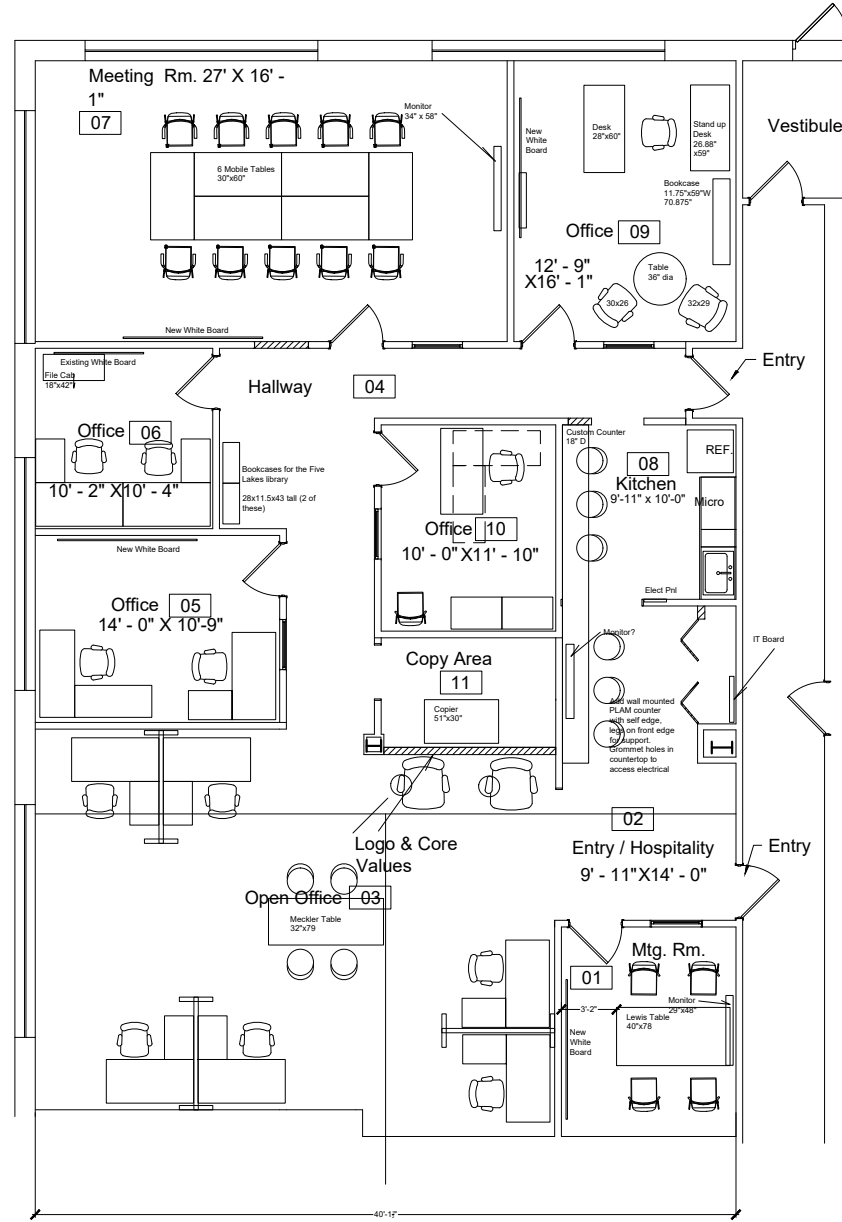 Meeting Rm. 27' X 16' -
1"
07
Monitor
34" x 58"
6 Mobile Tables
30"x60"
New White Board
New
White
Board
Desk
28"x60"
Stand up
Desk
26.88"
x59"
Bookcase
11.75"x59"W
70.875"
Office 09
12' - 9"
X16' - 1"
Table
36" dia
30x26
32x29
Vestibule
Entry
Existing White Board
File Cab
18"x42"
Office 06
10' - 2" X10' - 4"
Hallway 04
Bookcases for the Five
Lakes library
28x11.5x43 tall (2 of
these)
Office 10
10' - 0" X11' - 10"
Custom Counter
18" D
08
Kitchen
9'-11" x 10'-0"
REF.
Micro
Elect Pnl
New White Board
Office 05
14' - 0" X 10'-9"
Copy Area
11
Copier
51"x30"
Monitor?
IT Board
Add wall mounted
PLAM counter
with self edge,
legs on front edge
for support.
Grommet holes in
countertop to
access electrical
Logo & Core
Values
02
Entry / Hospitality
9' - 11"X14' - 0"
Entry
Open Office 03
Meckler Table
32"x79
Mtg. Rm.
01
3'-2"
New
White
Board
Monitor
29"x48"
Lewis Table
40"x78
40'-1½"